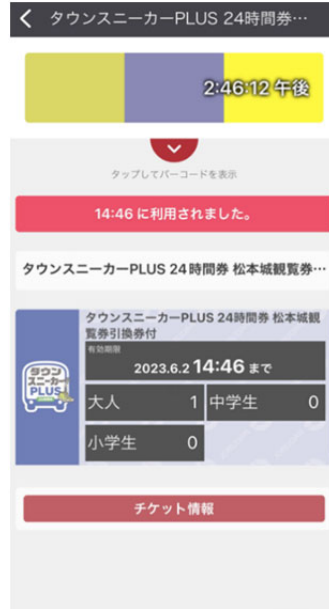 タウンスニーカーPLUS 24時間券…
2:46:12 午後
タップしてバーコードを表示
14:46 に利用されました。
タウンスニーカーPLUS 24時間券 松本城観覧券…
タウンスニーカーPLUS 24時間券 松本城観
覧券引換券付
有効期限
2023.6.2 14:46 まで
タウン
スニーカー
PLUS
大人 1 中学生 0
小学生 0
チケット情報